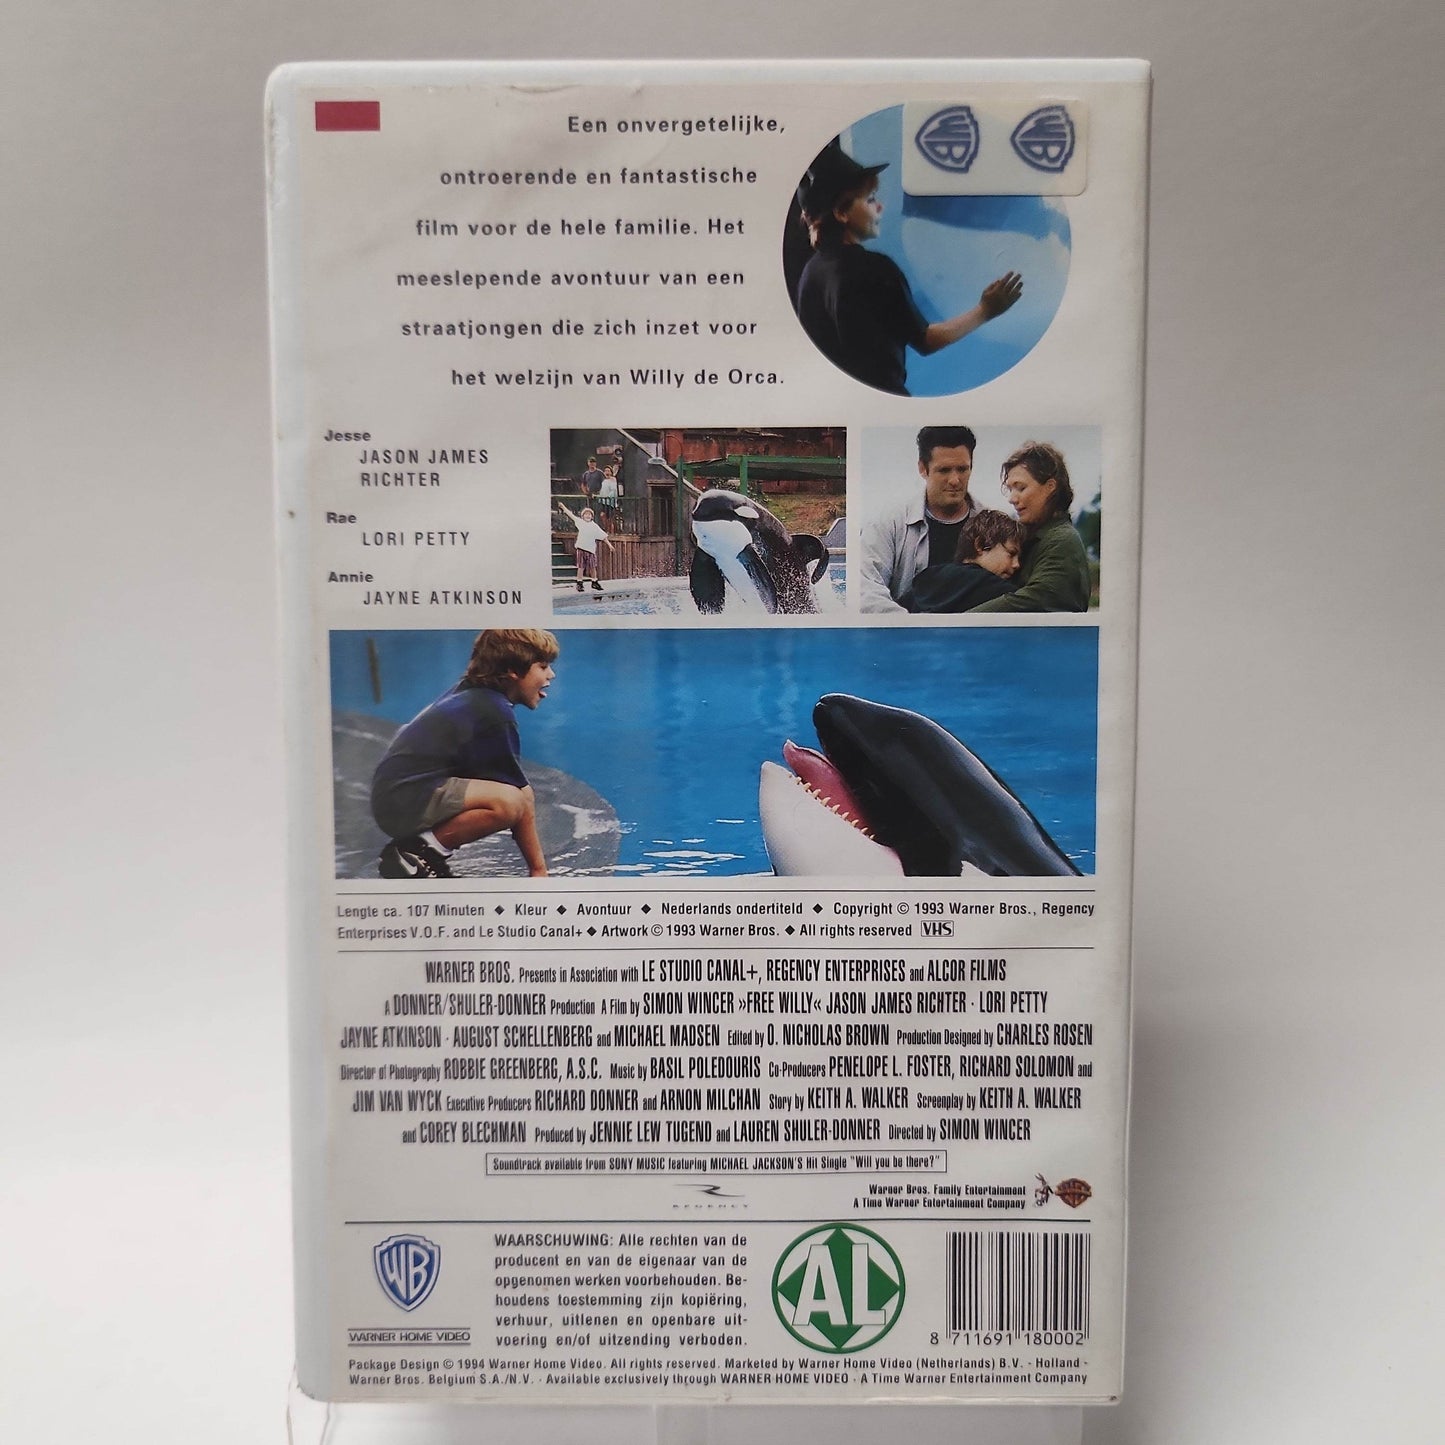 Een onvergetelijke,
ontroerende en fantastische
film voor de hele familie. Het
meeslepende avontuur van een
straatjongen die zich inzet voor
het welzijn van Willy de Orca.
WB WB
Jesse
JASON JAMES
RICHTER
Rae
LORI PETTY
Annie
JAYNE ATKINSON
Lengte ca. 107 Minuten ◆ Kleur ◆ Avontuur ◆ Nederlands ondertiteld ◆ Copyright © 1993 Warner Bros., Regency
Enterprises V.O.F. and Le Studio Canal+ ◆ Artwork © 1993 Warner Bros. ◆ All rights reserved VHS
WARNER BROS. Presents in Association with LE STUDIO CANAL+, REGENCY ENTERPRISES and ALCOR FILMS
A DONNER/SHULER-DONNER Production A Film by SIMON WINCER »FREE WILLY« JASON JAMES RICHTER · LORI PETTY
JAYNE ATKINSON · AUGUST SCHELLENBERG and MICHAEL MADSEN Edited by O. NICHOLAS BROWN Production Designed by CHARLES ROSEN
Director of Photography ROBBIE GREENBERG, A.S.C. Music by BASIL POLEDOURIS Co-Producers PENELOPE L. FOSTER, RICHARD SOLOMON and
JIM VAN WYCK Executive Producers RICHARD DONNER and ARNON MILCHAN Story by KEITH A. WALKER Screenplay by KEITH A. WALKER
and COREY BLECHMAN Produced by JENNIE LEW TUGEND and LAUREN SHULER-DONNER Directed by SIMON WINCER
Soundtrack available from SONY MUSIC featuring MICHAEL JACKSON'S Hit Single "Will you be there?"
REGENCY
Warner Bros. Family Entertainment
A Time Warner Entertainment Company
WB
WARNER HOME VIDEO
WAARSCHUWING: Alle rechten van de
producent en van de eigenaar van de
opgenomen werken voorbehouden. Be-
houdens toestemming zijn kopiëring,
verhuur, uitlenen en openbare uit-
voering en/of uitzending verboden.
AL
8 711691 180002
Package Design © 1994 Warner Home Video. All rights reserved. Marketed by Warner Home Video (Netherlands) B.V. - Holland -
Warner Bros. Belgium S.A./N.V. · Available exclusively through WARNER HOME VIDEO · A Time Warner Entertainment Company